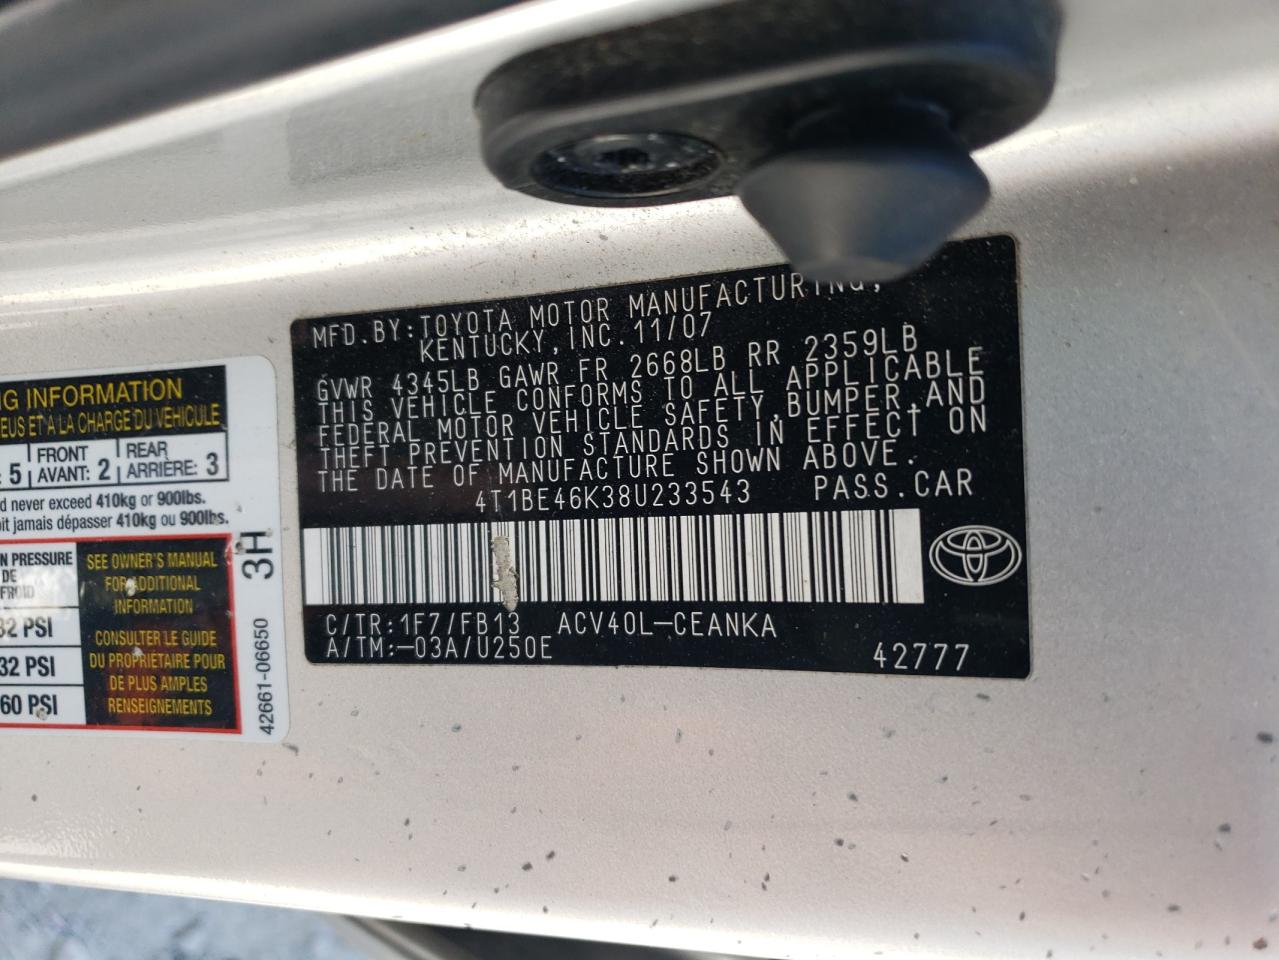 MFD.BY:TOYOTA MOTOR MANUFACTURING,
KENTUCKY,INC. 11/07
GVWR 4345LB GAWR FR 2668LB RR 2359LB
THIS VEHICLE CONFORMS TO ALL APPLICABLE
FEDERAL MOTOR VEHICLE SAFETY,BUMPER,AND
THEFT PREVENTION STANDARDS IN EFFECT ON
THE DATE OF MANUFACTURE SHOWN ABOVE.
4T1BE46K38U233543 PASS.CAR
C/TR:1F7/FB13 ACV40L-CEANKA
A/TM:-03A/U250E
42777
INFORMATION
ET À LA CHARGE DU VÉHICULE
: 5 FRONT AVANT: 2 REAR ARRIÈRE: 3
never exceed 410kg or 900lbs.
jamais dépasser 410kg ou 900lbs.
PRESSURE
DE
FROID
32 PSI
32 PSI
60 PSI
SEE OWNER'S MANUAL
FOR ADDITIONAL
INFORMATION
CONSULTER LE GUIDE
DU PROPRIÉTAIRE POUR
DE PLUS AMPLES
RENSEIGNEMENTS
3H
42661-06650